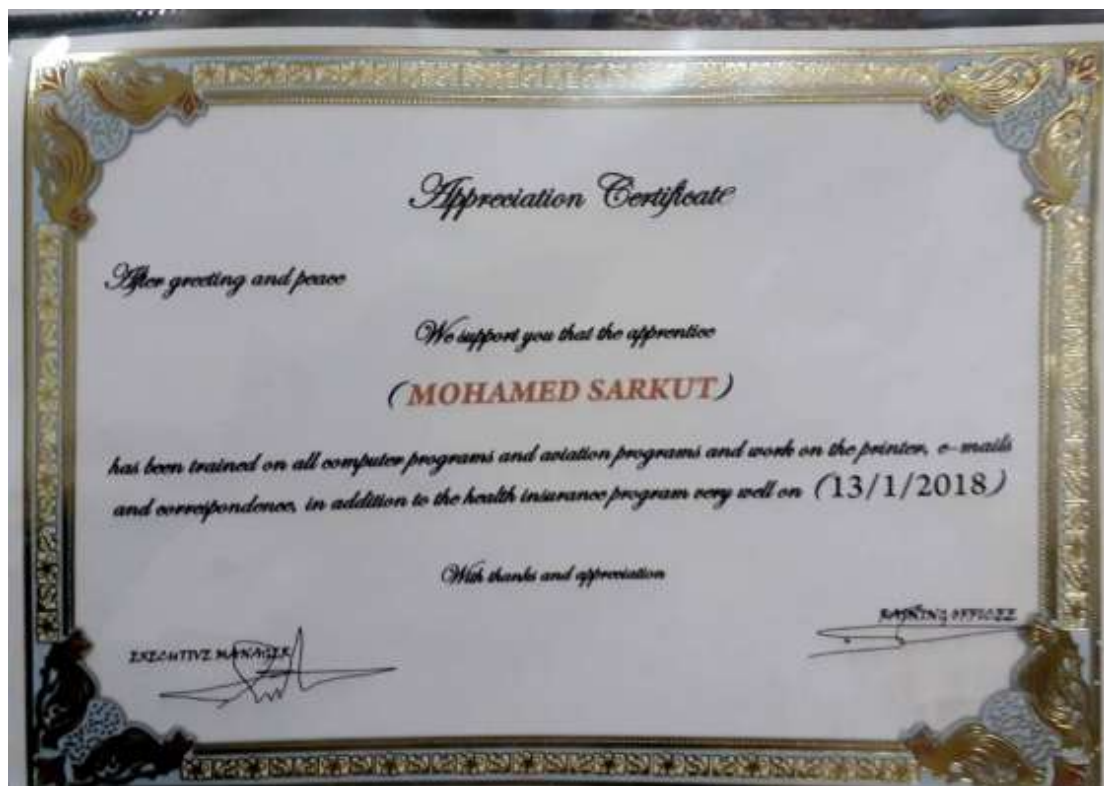 Appreciation Certificate
After greeting and peace
We support you that the apprentice
(MOHAMED SARKUT)
has been trained on all computer programs and aviation programs and work on the printer, e-mails
and correspondence, in addition to the health insurance program very well on (13/1/2018)
With thanks and appreciation
EXECUTIVE MANAGER